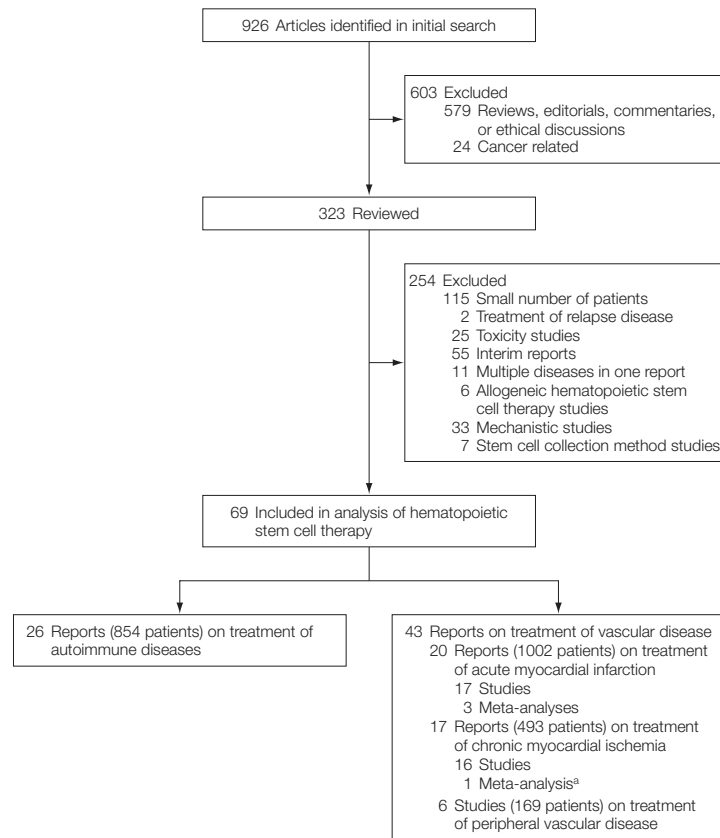 926 Articles identified in initial search
603 Excluded
579 Reviews, editorials, commentaries,
or ethical discussions
24 Cancer related
323 Reviewed
254 Excluded
115 Small number of patients
2 Treatment of relapse disease
25 Toxicity studies
55 Interim reports
11 Multiple diseases in one report
6 Allogeneic hematopoietic stem
cell therapy studies
33 Mechanistic studies
7 Stem cell collection method studies
69 Included in analysis of hematopoietic
stem cell therapy
26 Reports (854 patients) on treatment of
autoimmune diseases
43 Reports on treatment of vascular disease
20 Reports (1002 patients) on treatment
of acute myocardial infarction
17 Studies
3 Meta-analyses
17 Reports (493 patients) on treatment
of chronic myocardial ischemia
16 Studies
1 Meta-analysisᵃ
6 Studies (169 patients) on treatment
of peripheral vascular disease